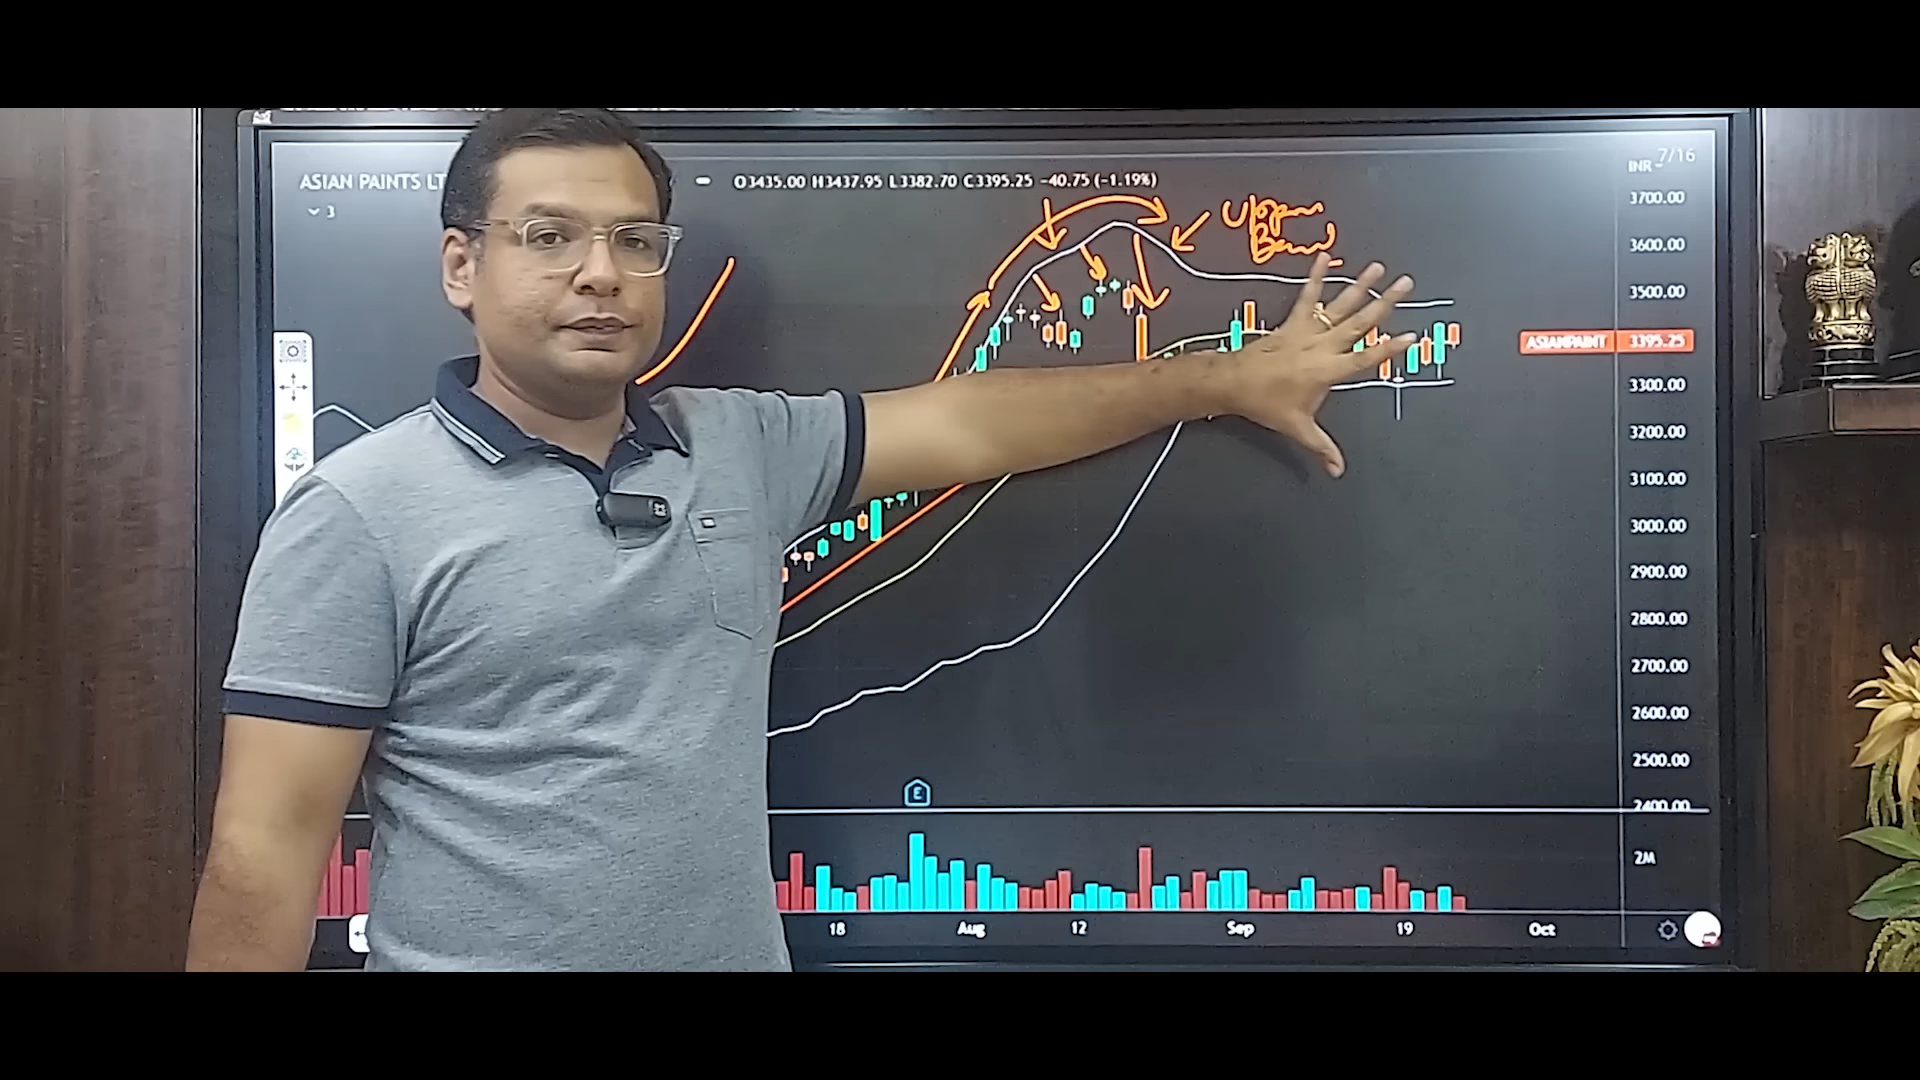 ASIAN PAINTS LT
O3435.00 H3437.95 L3382.70 C3395.25 −40.75 (−1.19%)
3
INR
7/16
Upper
Band
3700.00
3600.00
3500.00
ASIANPAINT 3395.25
3300.00
3200.00
3100.00
3000.00
2900.00
2800.00
2700.00
2600.00
2500.00
2400.00
E
2M
18 Aug 12 Sep 19 Oct